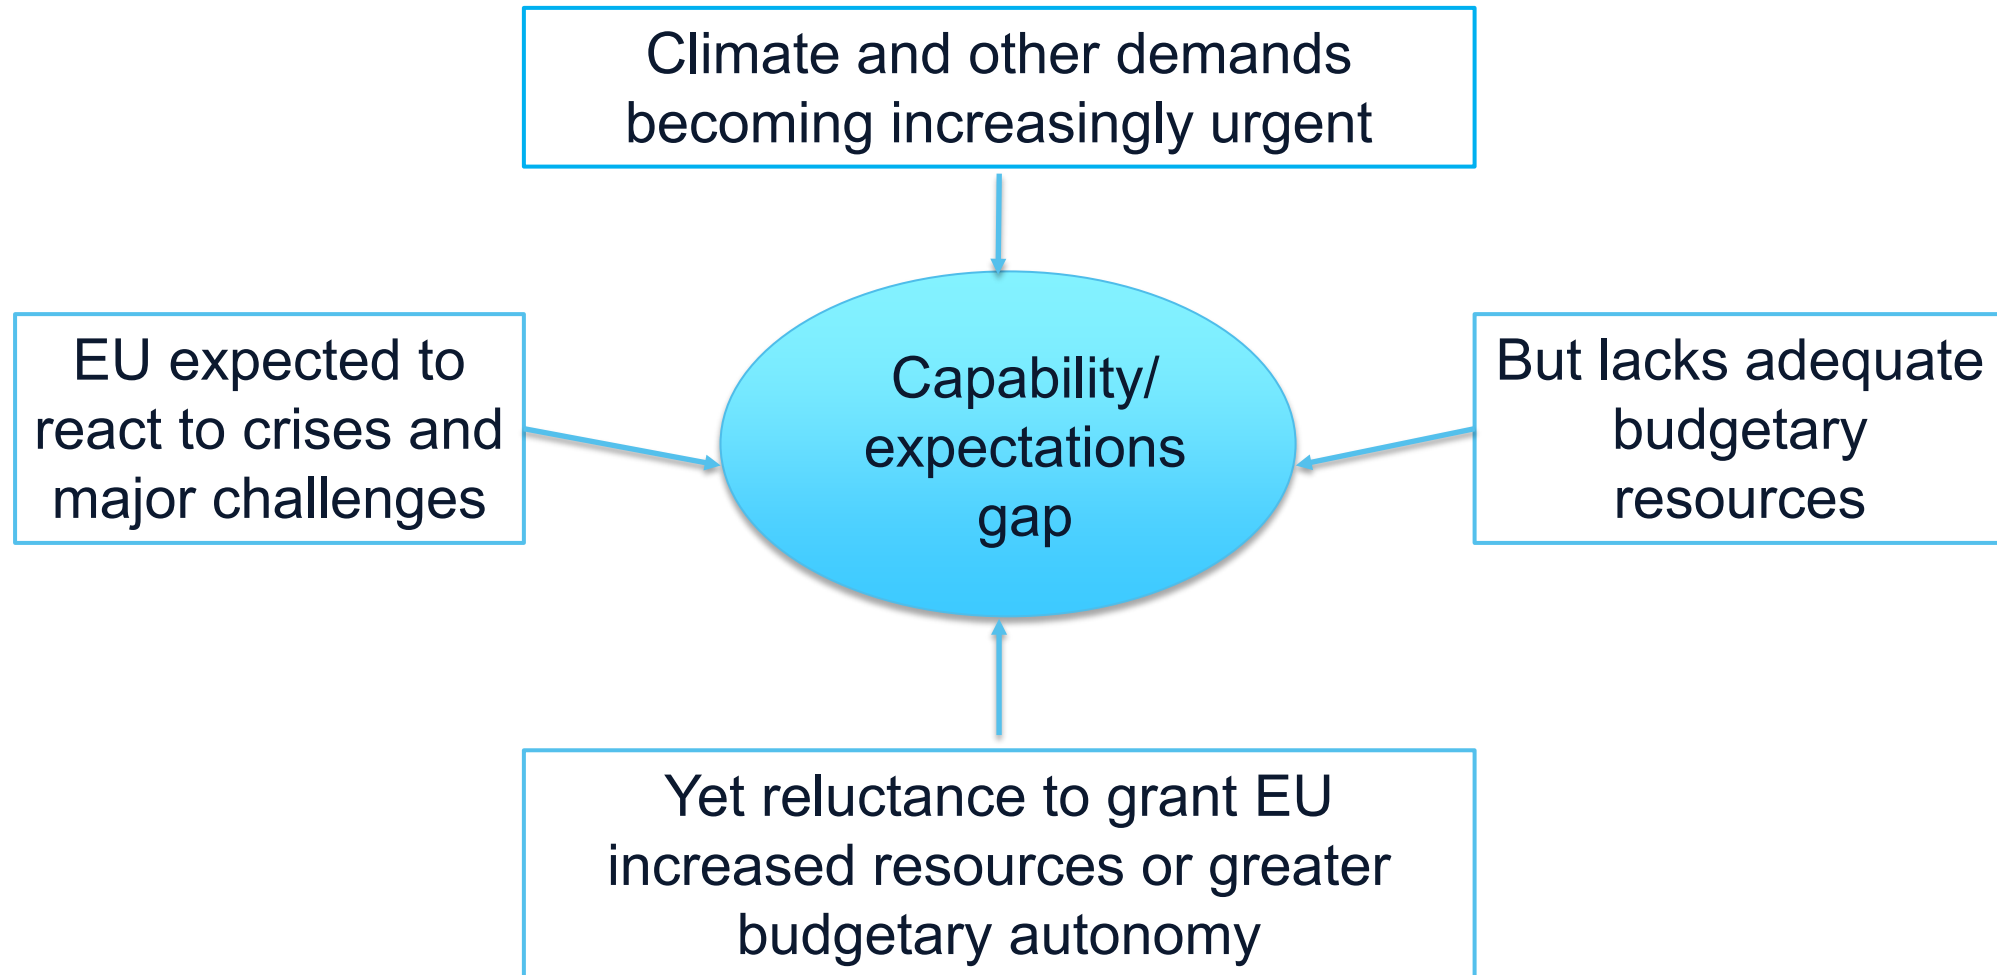 Climate and other demands
becoming increasingly urgent
EU expected to
react to crises and
major challenges
Capability/
expectations
gap
But lacks adequate
budgetary
resources
Yet reluctance to grant EU
increased resources or greater
budgetary autonomy